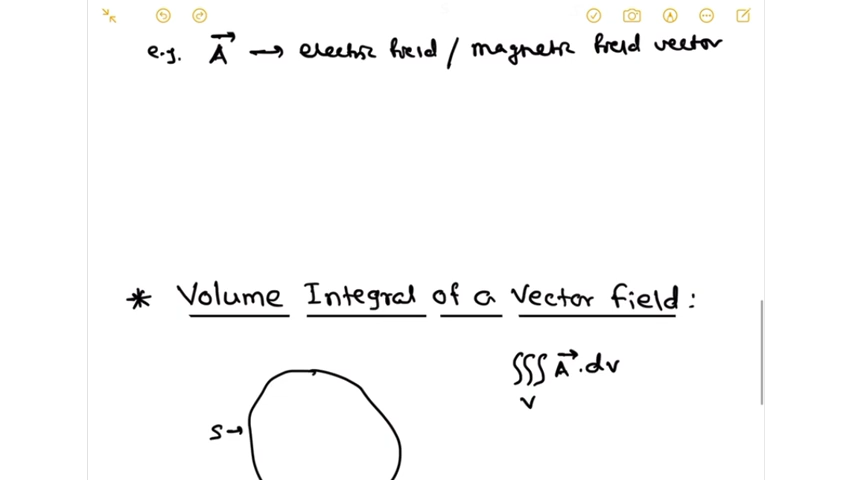 e.g. A⃗ → electric field / magnetic field vector
* Volume Integral of a Vector field :
∭ A⃗ . dv
V
S→